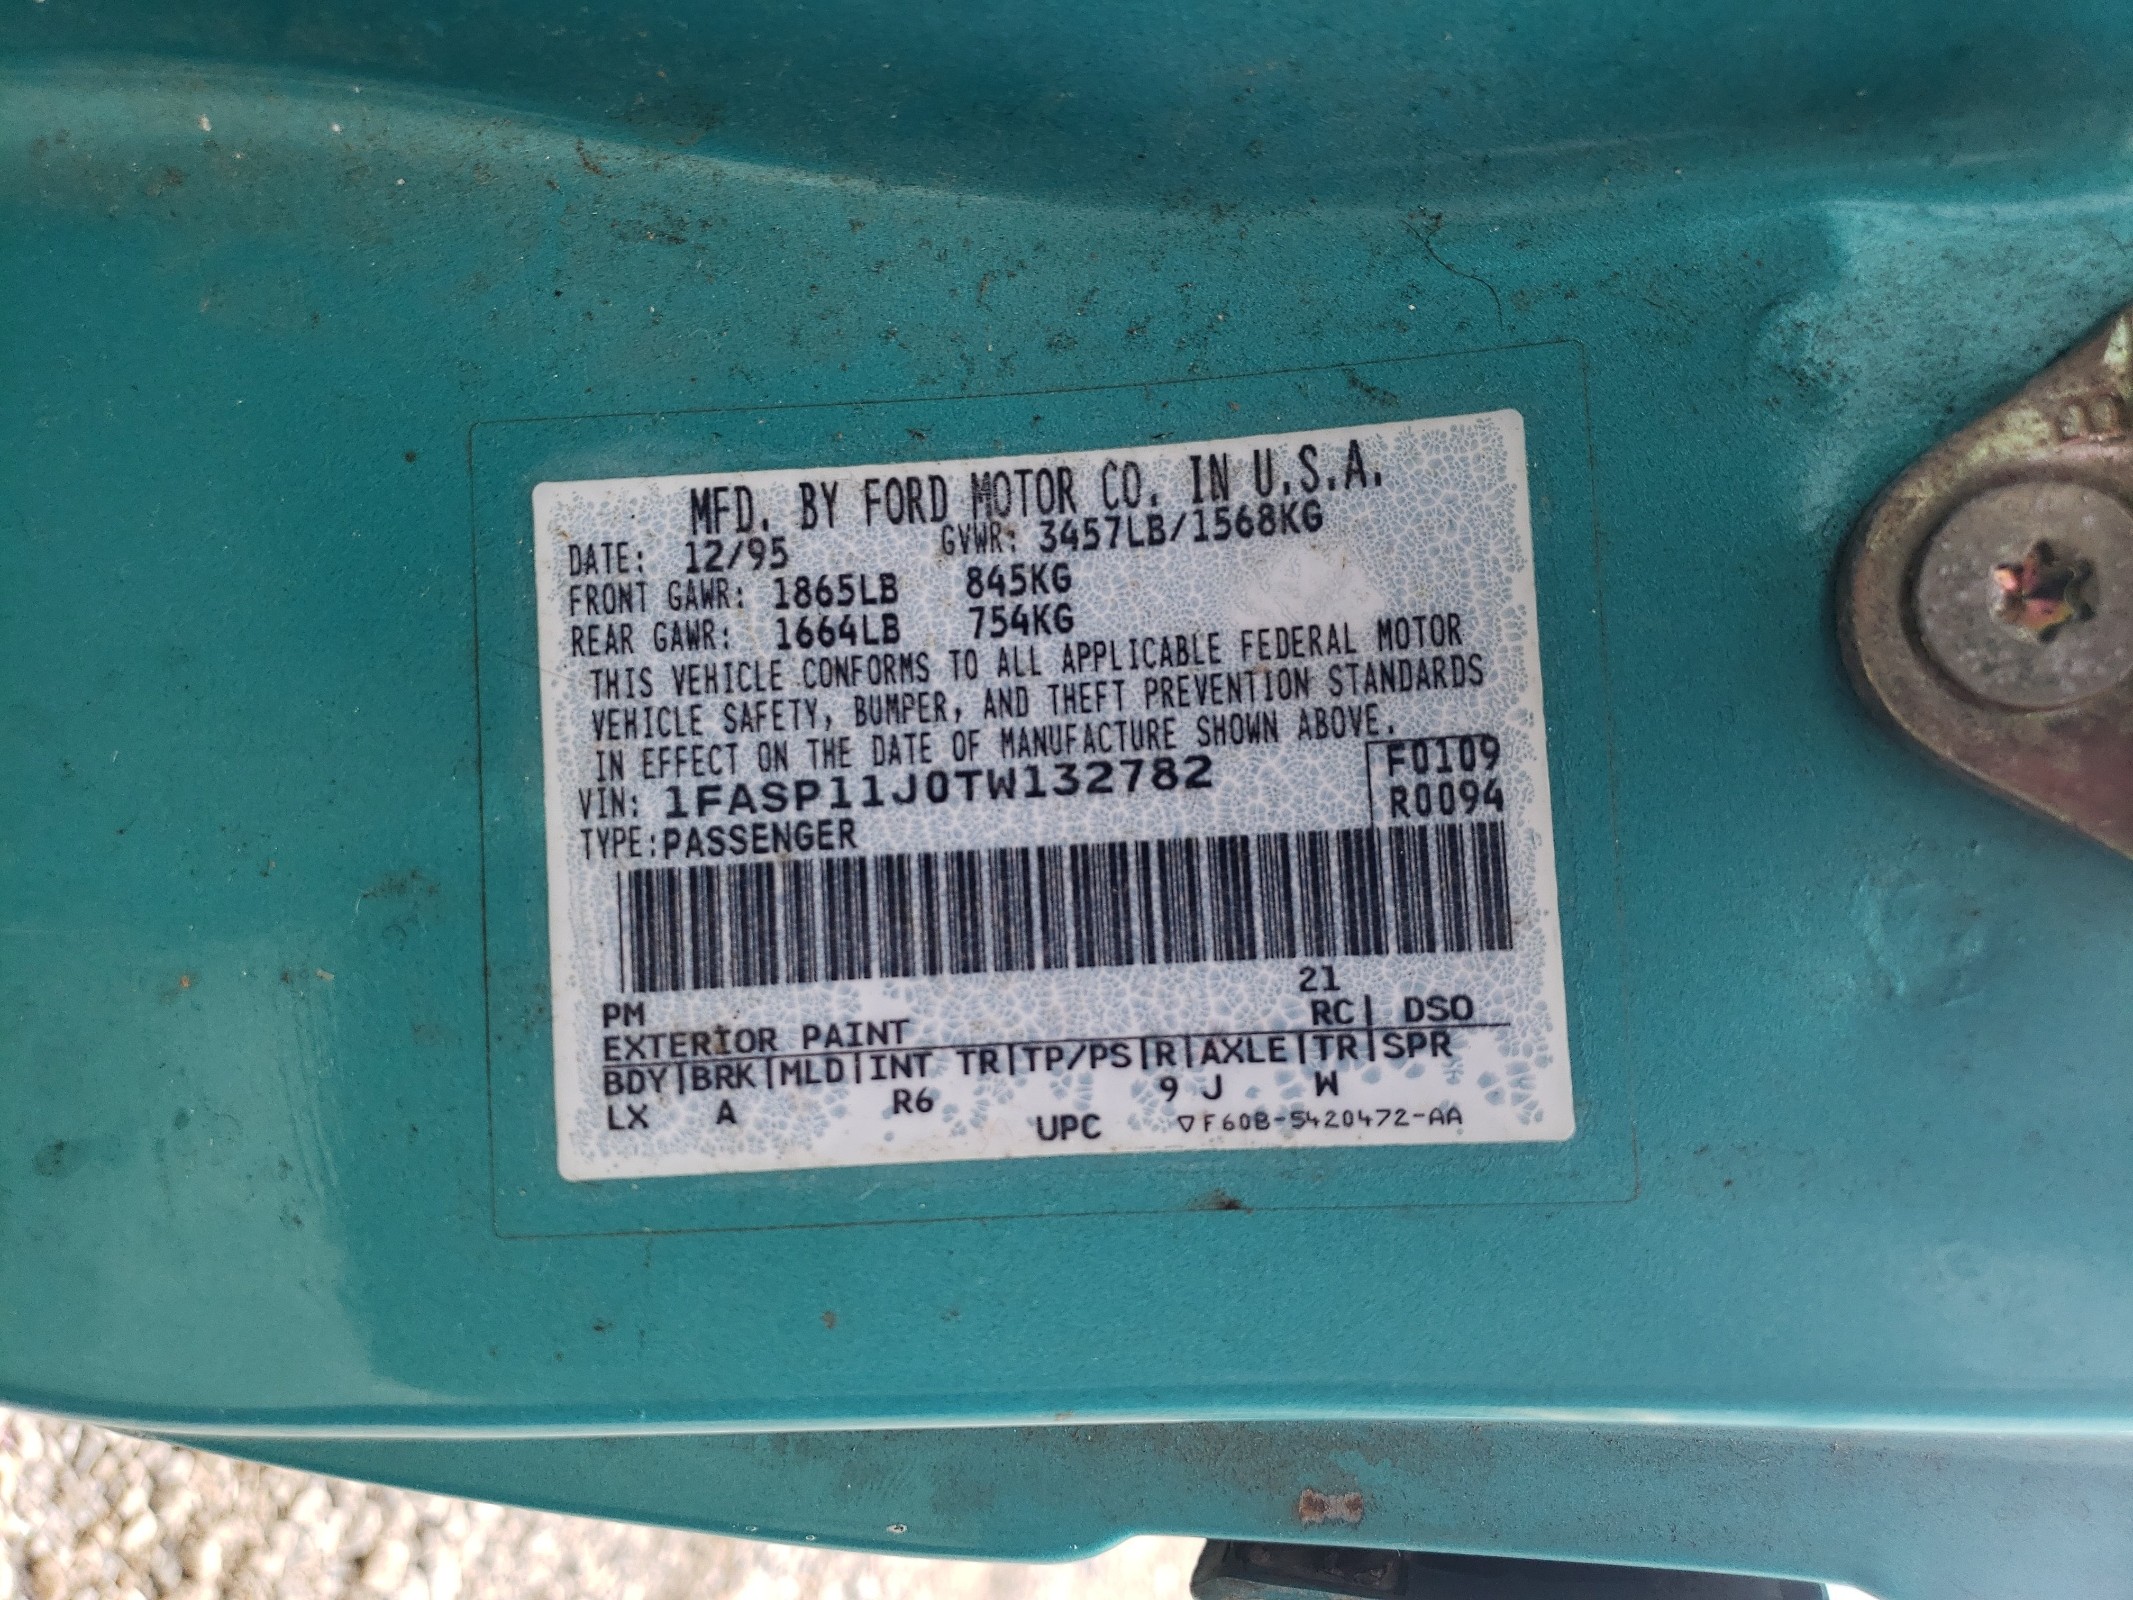 MFD. BY FORD MOTOR CO. IN U.S.A.
DATE: 12/95 GVWR: 3457LB/1568KG
FRONT GAWR: 1865LB 845KG
REAR GAWR: 1664LB 754KG
THIS VEHICLE CONFORMS TO ALL APPLICABLE FEDERAL MOTOR
VEHICLE SAFETY, BUMPER, AND THEFT PREVENTION STANDARDS
IN EFFECT ON THE DATE OF MANUFACTURE SHOWN ABOVE.
VIN: 1FASP11J0TW132782 F0109
TYPE:PASSENGER R0094
21
PM RC| DSO
EXTERIOR PAINT
BDY|BRK|MLD|INT TR|TP/PS|R|AXLE|TR|SPR
LX A R6 9 J W
UPC ▽F60B-5420472-AA